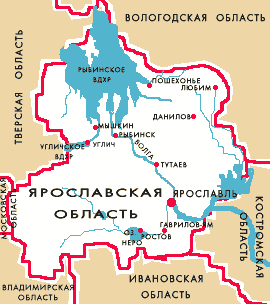 ВОЛОГОДСКАЯ ОБЛАСТЬ
ТВЕРСКАЯ ОБЛАСТЬ
РЫБИНСКОЕ
ВДХР
ПОШЕХОНЬЕ
ЛЮБИМ
ДАНИЛОВ
МЫШКИН
РЫБИНСК
УГЛИЧСКОЕ
ВДХР
УГЛИЧ
ВОЛГА
ТУТАЕВ
ЯРОСЛАВСКАЯ
ОБЛАСТЬ
ЯРОСЛАВЛЬ
МОСКОВСКАЯ
ОБЛАСТЬ
КОСТРОМСКАЯ
ОБЛАСТЬ
ОЗ
НЕРО
РОСТОВ
ГАВРИЛОВ-ЯМ
ВЛАДИМИРСКАЯ
ОБЛАСТЬ
ИВАНОВСКАЯ
ОБЛАСТЬ